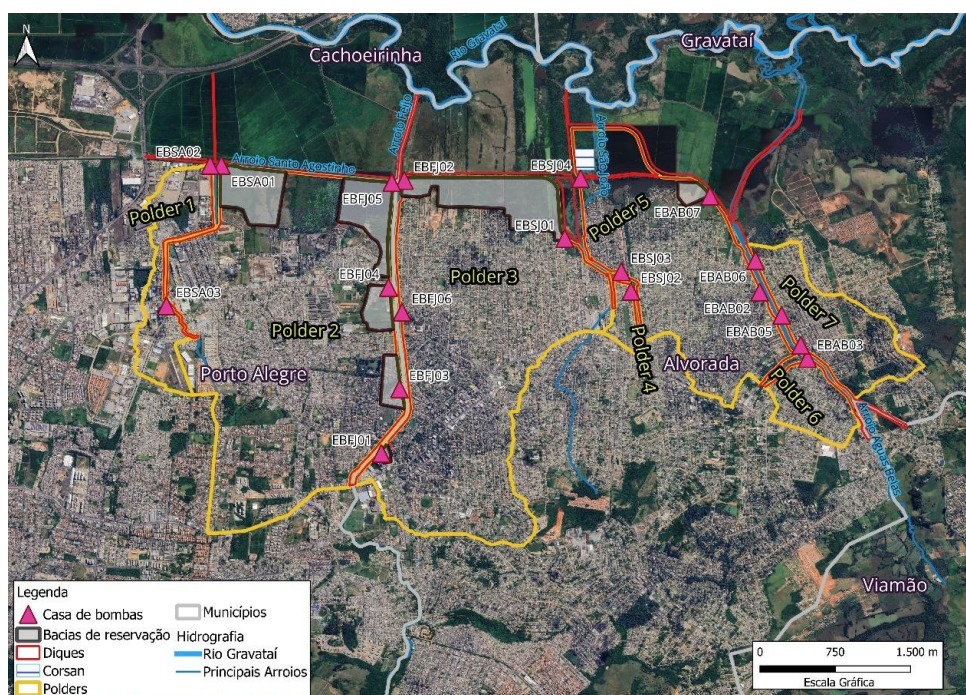 N
Cachoeirinha
Rio Gravataí
Gravataí
Arroio Feijó
Arroio São João
EBSA02
Arroio Santo Agostinho
EBSA01
EBFJ02
EBFJ05
EBSJ04
EBAB07
Polder 1
Polder 5
EBSJ01
EBSJ03
EBSJ02
EBFJ04
Polder 3
EBAB06
Polder 7
EBSA03
EBFJ06
EBAB02
Polder 2
EBAB05
EBAB03
Polder 4
Alvorada
Porto Alegre
EBFJ03
Polder 6
EBFJ01
Arroio Águas Belas
Viamão
Legenda
Casa de bombas
Bacias de reservação
Diques
Corsan
Polders
Municípios
Hidrografia
Rio Gravataí
Principais Arroios
0 750 1.500 m
Escala Gráfica